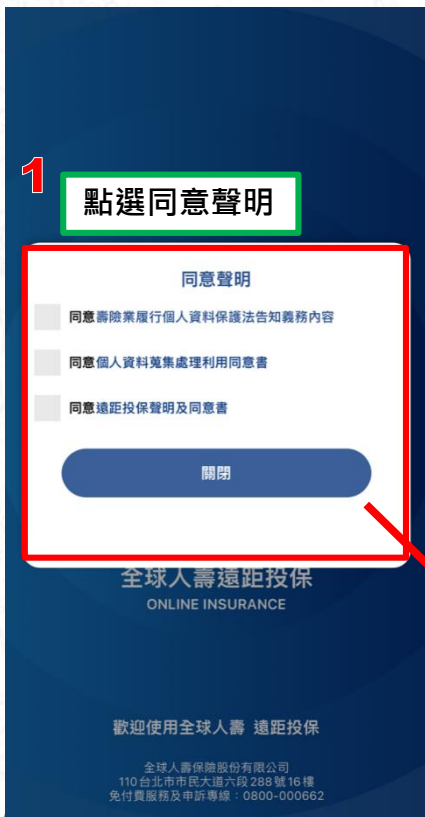 1
點選同意聲明
同意聲明
同意壽險業履行個人資料保護法告知義務內容
同意個人資料蒐集處理利用同意書
同意遠距投保聲明及同意書
關閉
全球人壽遠距投保
ONLINE INSURANCE
歡迎使用全球人壽 遠距投保
全球人壽保險股份有限公司
110台北市市民大道六段288號16樓
免付費服務及申訴專線：0800-000662